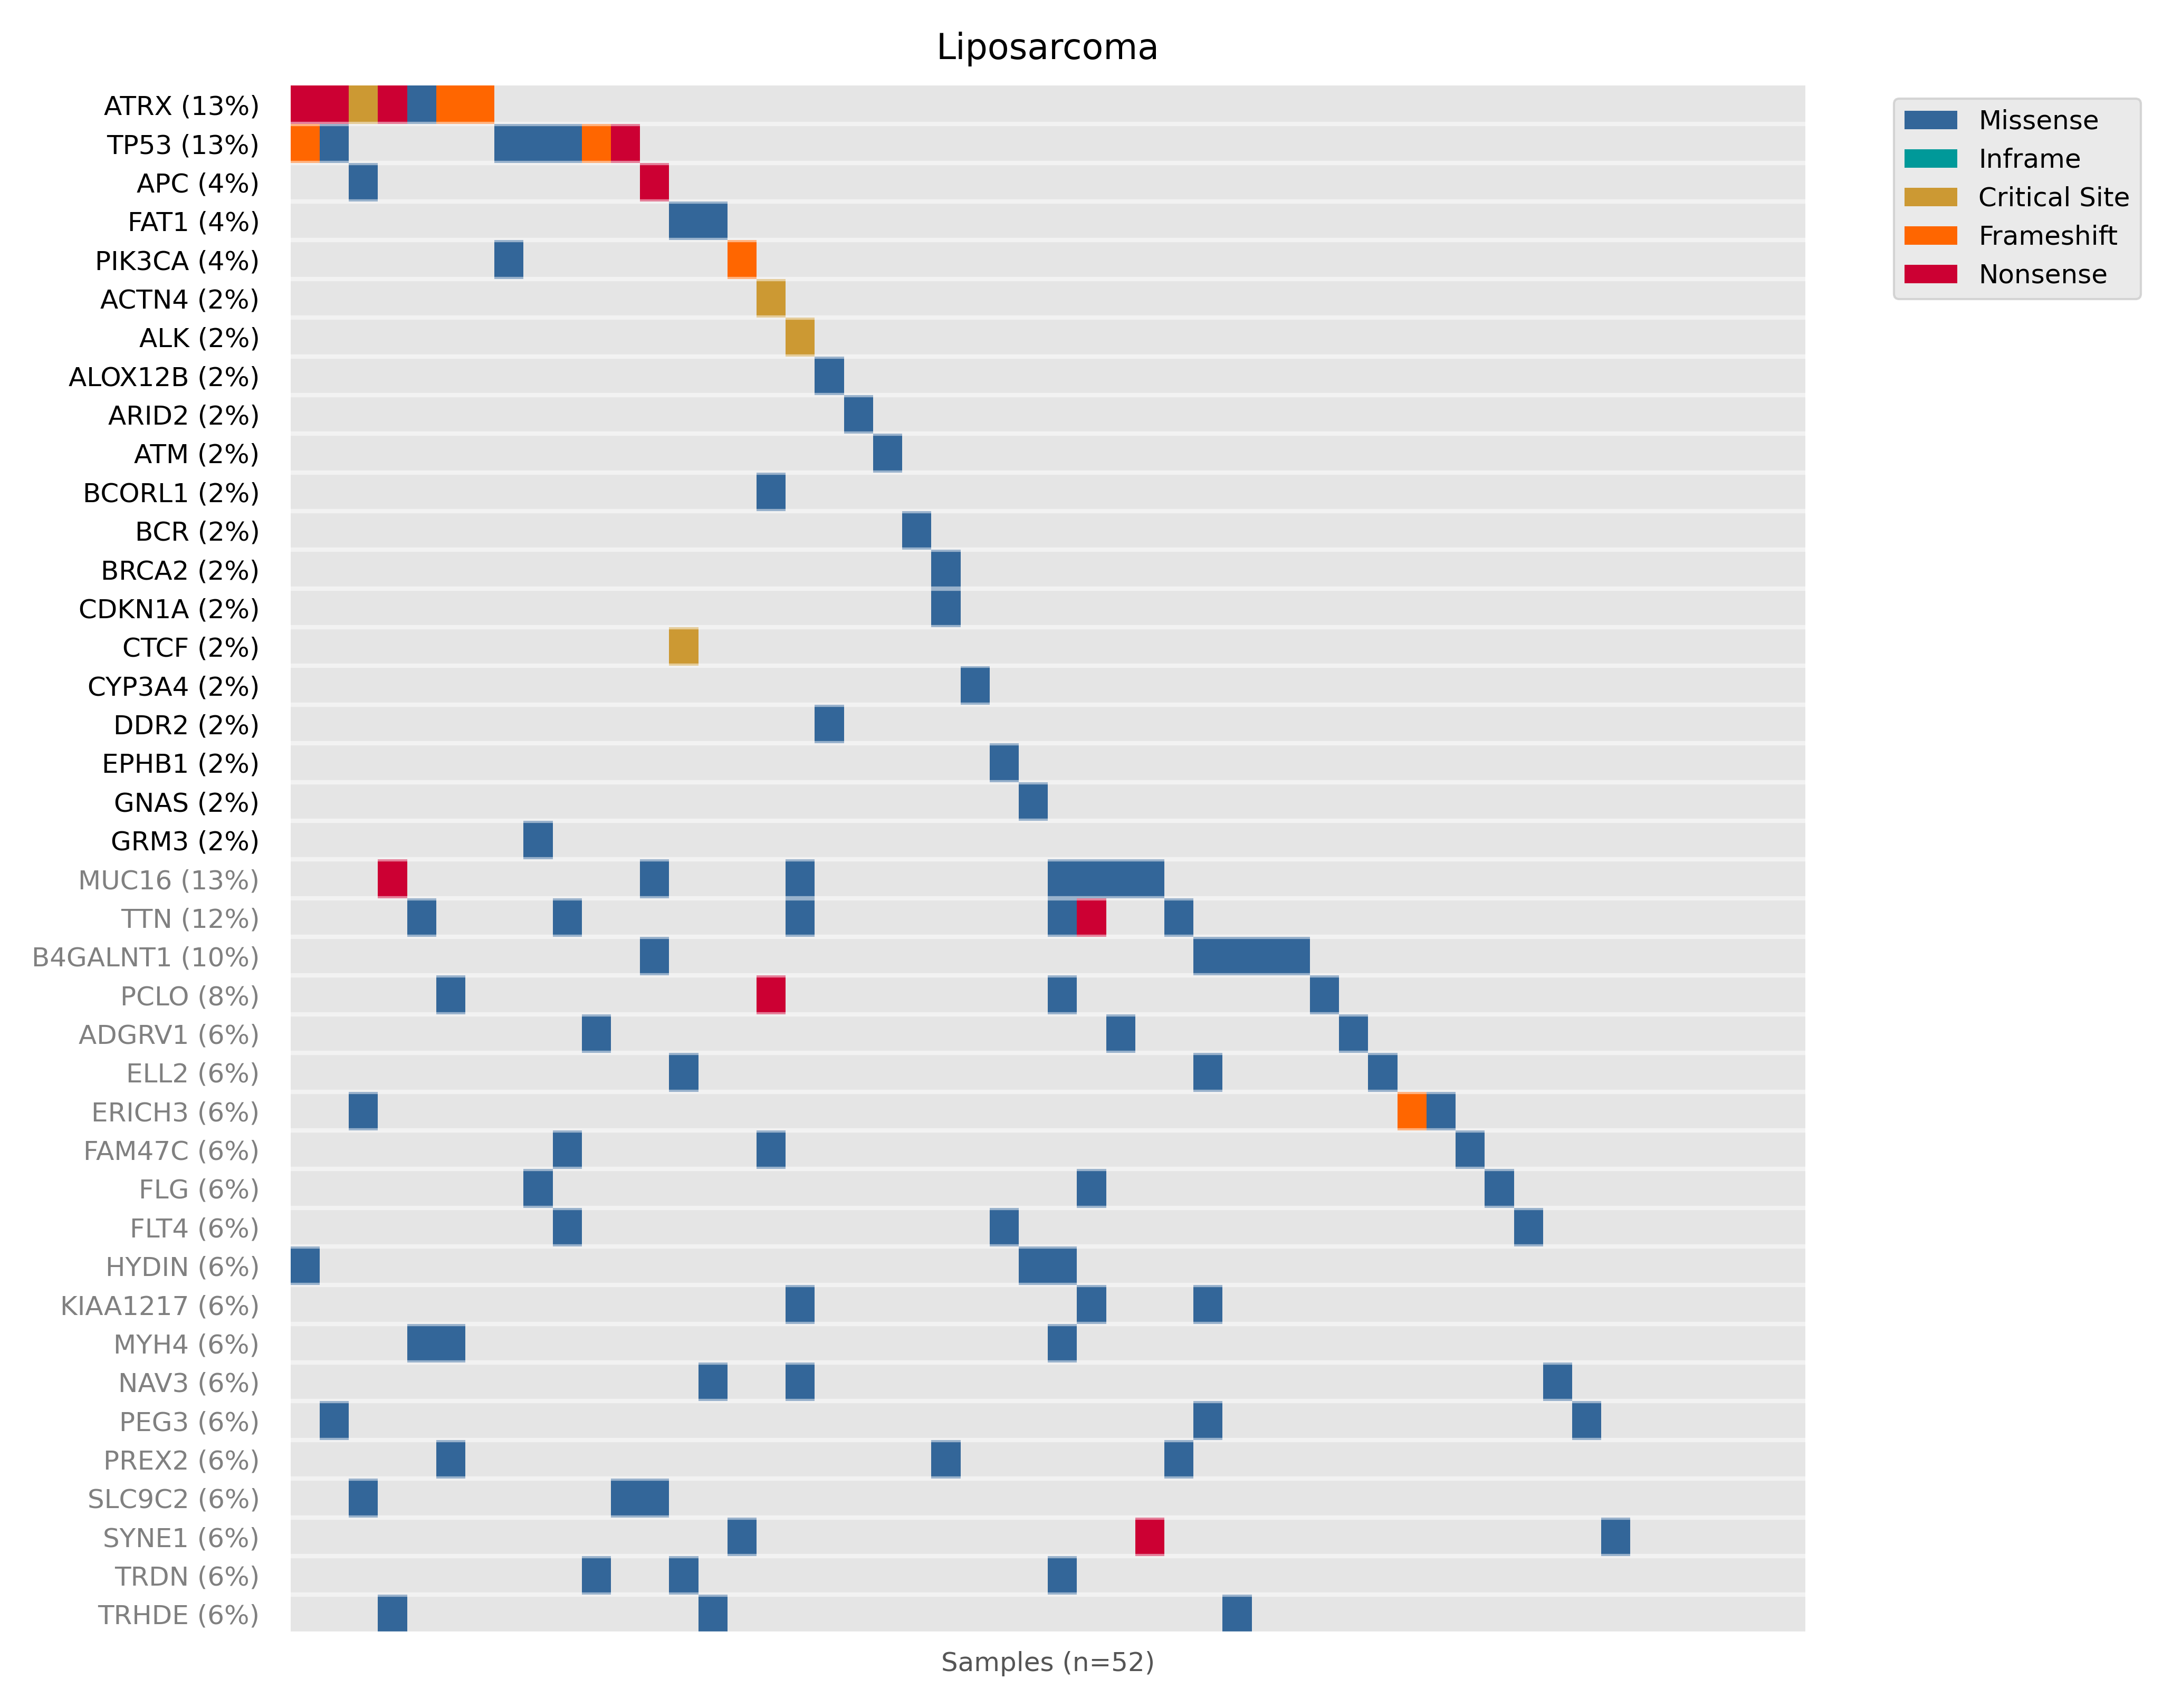 Liposarcoma
ATRX (13%)
TP53 (13%)
APC (4%)
FAT1 (4%)
PIK3CA (4%)
ACTN4 (2%)
ALK (2%)
ALOX12B (2%)
ARID2 (2%)
ATM (2%)
BCORL1 (2%)
BCR (2%)
BRCA2 (2%)
CDKN1A (2%)
CTCF (2%)
CYP3A4 (2%)
DDR2 (2%)
EPHB1 (2%)
GNAS (2%)
GRM3 (2%)
MUC16 (13%)
TTN (12%)
B4GALNT1 (10%)
PCLO (8%)
ADGRV1 (6%)
ELL2 (6%)
ERICH3 (6%)
FAM47C (6%)
FLG (6%)
FLT4 (6%)
HYDIN (6%)
KIAA1217 (6%)
MYH4 (6%)
NAV3 (6%)
PEG3 (6%)
PREX2 (6%)
SLC9C2 (6%)
SYNE1 (6%)
TRDN (6%)
TRHDE (6%)
Samples (n=52)
Missense
Inframe
Critical Site
Frameshift
Nonsense